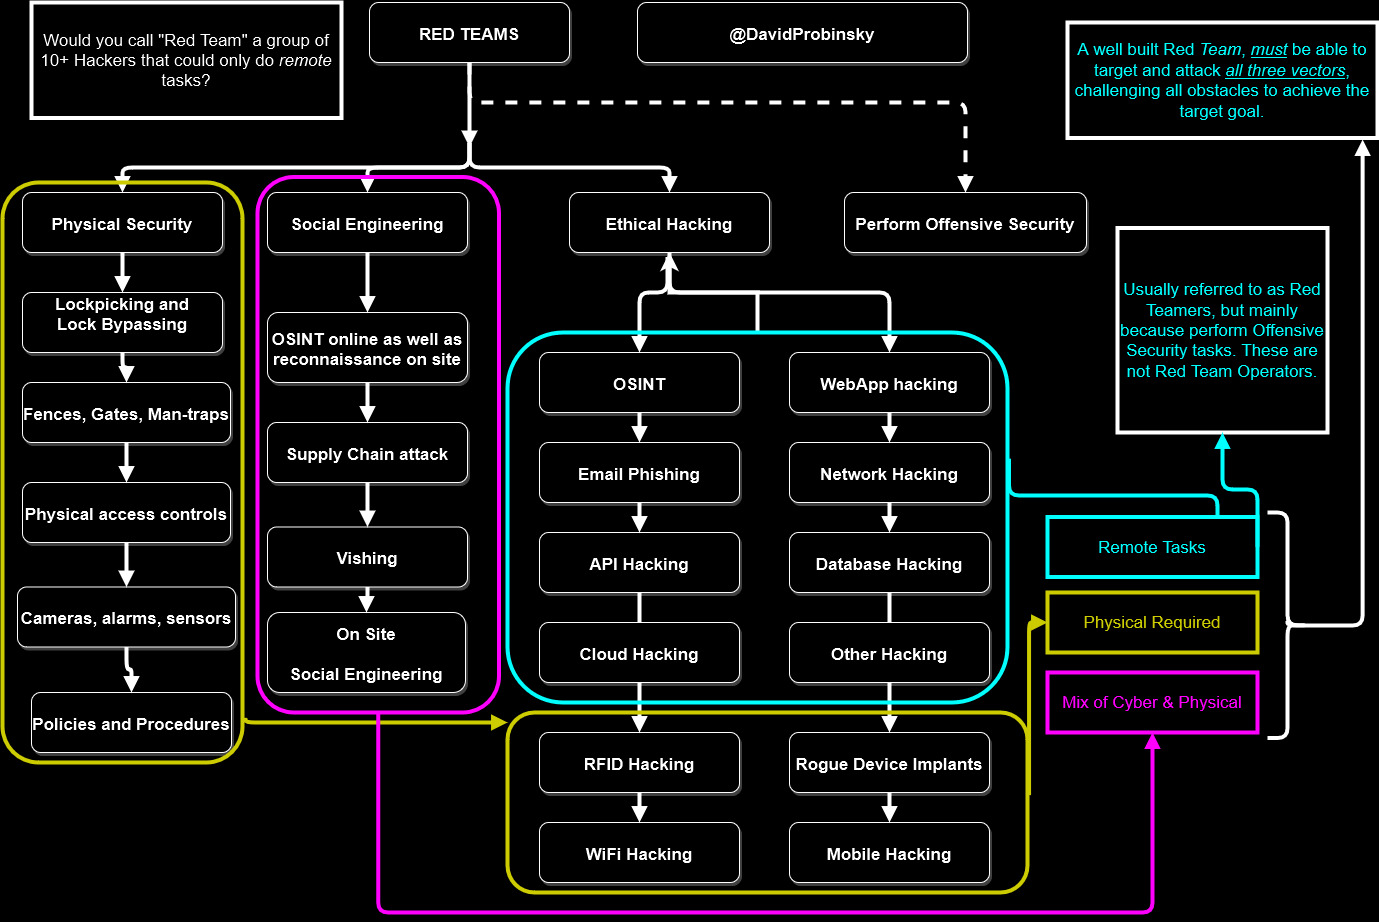 Would you call "Red Team" a group of
10+ Hackers that could only do remote
tasks?
RED TEAMS
@DavidProbinsky
A well built Red Team, must be able to
target and attack all three vectors,
challenging all obstacles to achieve the
target goal.
Physical Security
Social Engineering
Ethical Hacking
Perform Offensive Security
Usually referred to as Red
Teamers, but mainly
because perform Offensive
Security tasks. These are
not Red Team Operators.
Lockpicking and
Lock Bypassing
Fences, Gates, Man-traps
Physical access controls
Cameras, alarms, sensors
Policies and Procedures
OSINT online as well as
reconnaissance on site
Supply Chain attack
Vishing
On Site
Social Engineering
OSINT
Email Phishing
API Hacking
Cloud Hacking
RFID Hacking
WiFi Hacking
WebApp hacking
Network Hacking
Database Hacking
Other Hacking
Rogue Device Implants
Mobile Hacking
Remote Tasks
Physical Required
Mix of Cyber & Physical